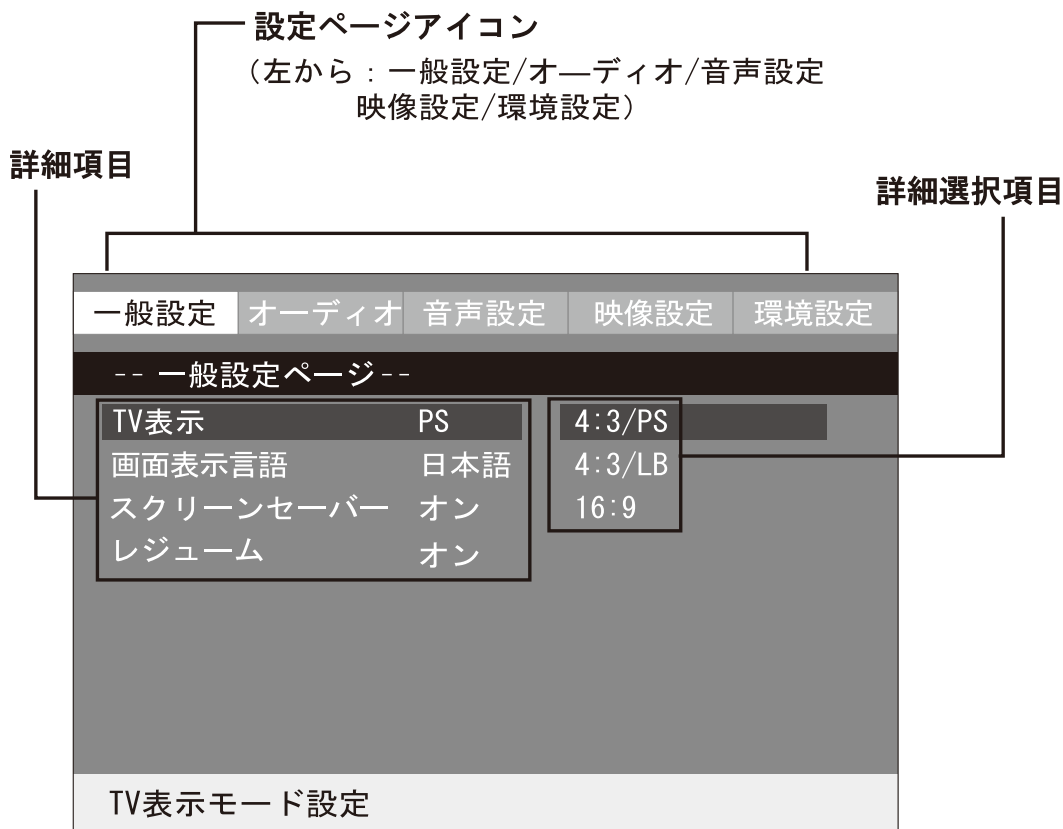 設定ページアイコン
（左から：一般設定/オ—ディオ/音声設定
映像設定/環境設定）
詳細項目
詳細選択項目
一般設定 オーディオ 音声設定 映像設定 環境設定
-- 一般設定ページ--
TV表示 PS 4:3/PS
画面表示言語 日本語 4:3/LB
スクリーンセーバー オン 16:9
レジューム オン
TV表示モード設定